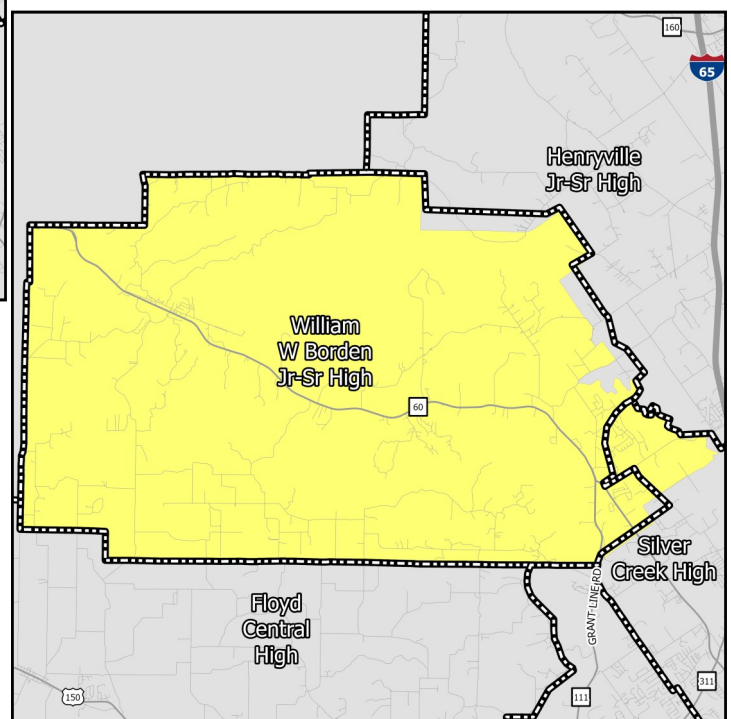 160
65
Henryville
Jr-Sr High
William
W Borden
Jr-Sr High
60
Silver
Creek High
Floyd
Central
High
GRANT LINE RD
150
111
311